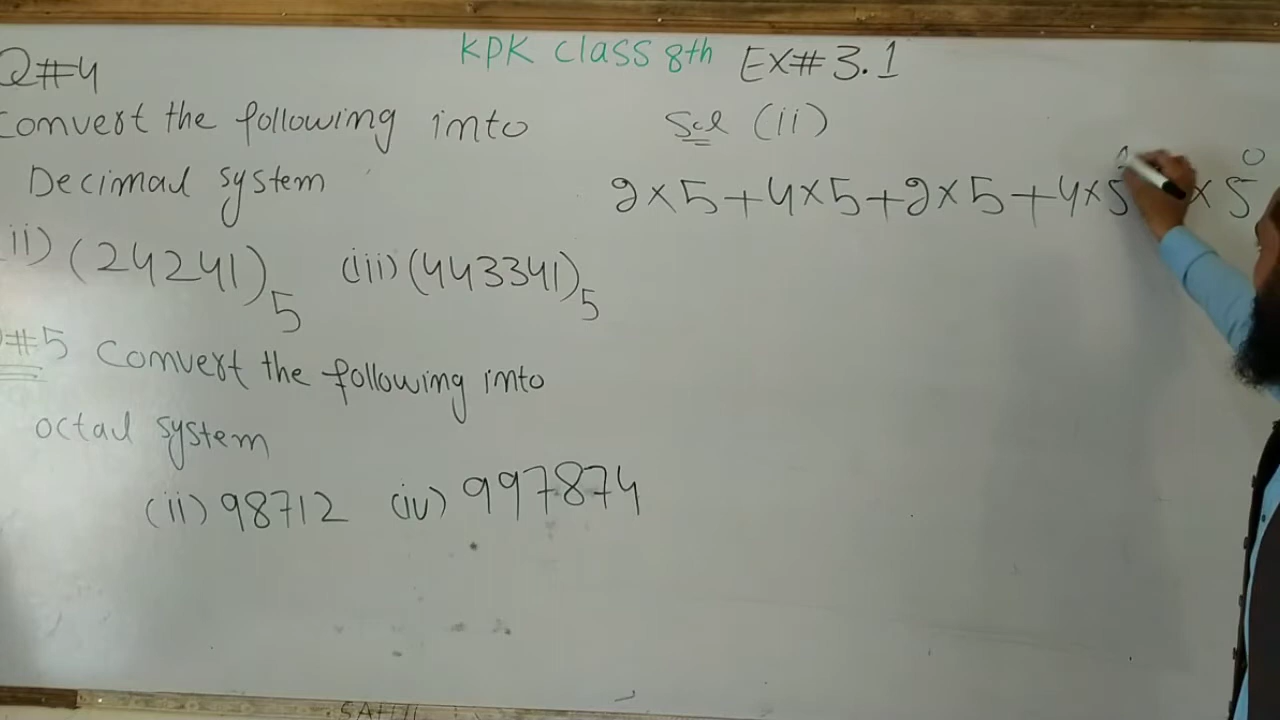 KPK Class 8th Ex# 3.1
Q#4
Convert the following into
Decimal system
ii) (24241)5 (iii) (443341)5
#5 Convert the following into
octal system
(ii) 98712 (iv) 997874
Sol (ii)
2×5+4×5+2×5+4×5 ×5⁰